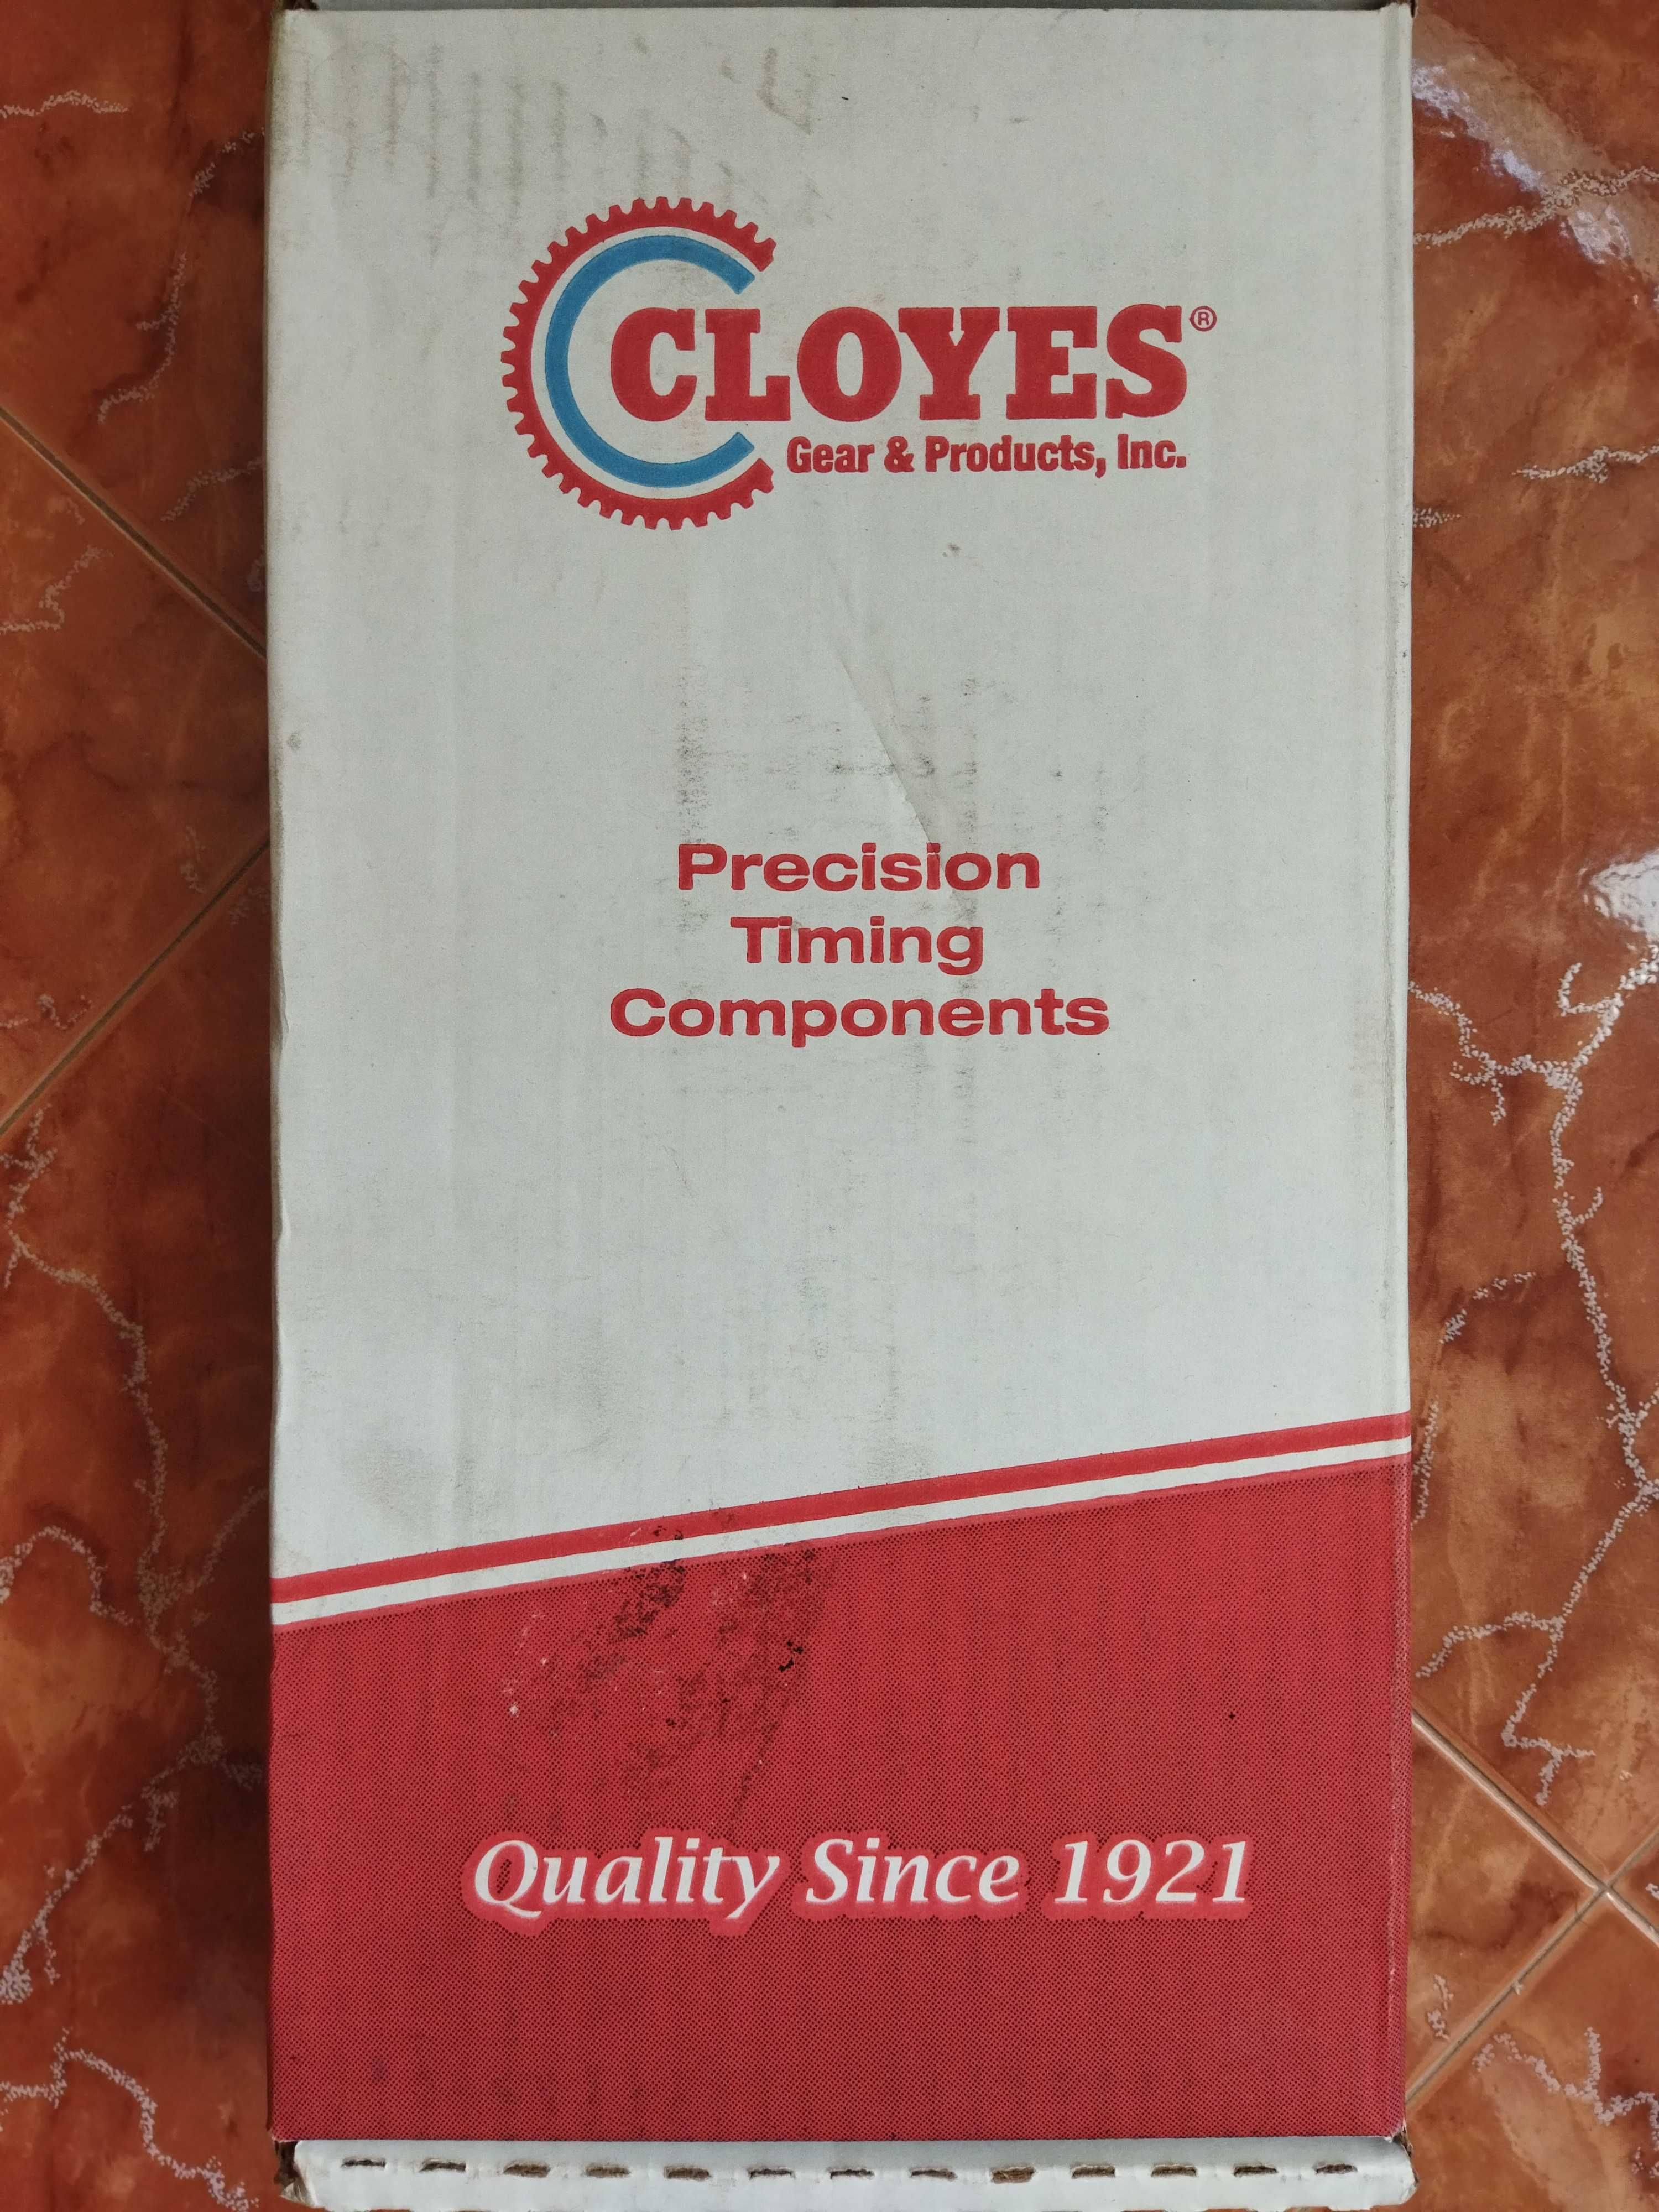 CLOYES®
Gear & Products, Inc.
Precision
Timing
Components
Quality Since 1921